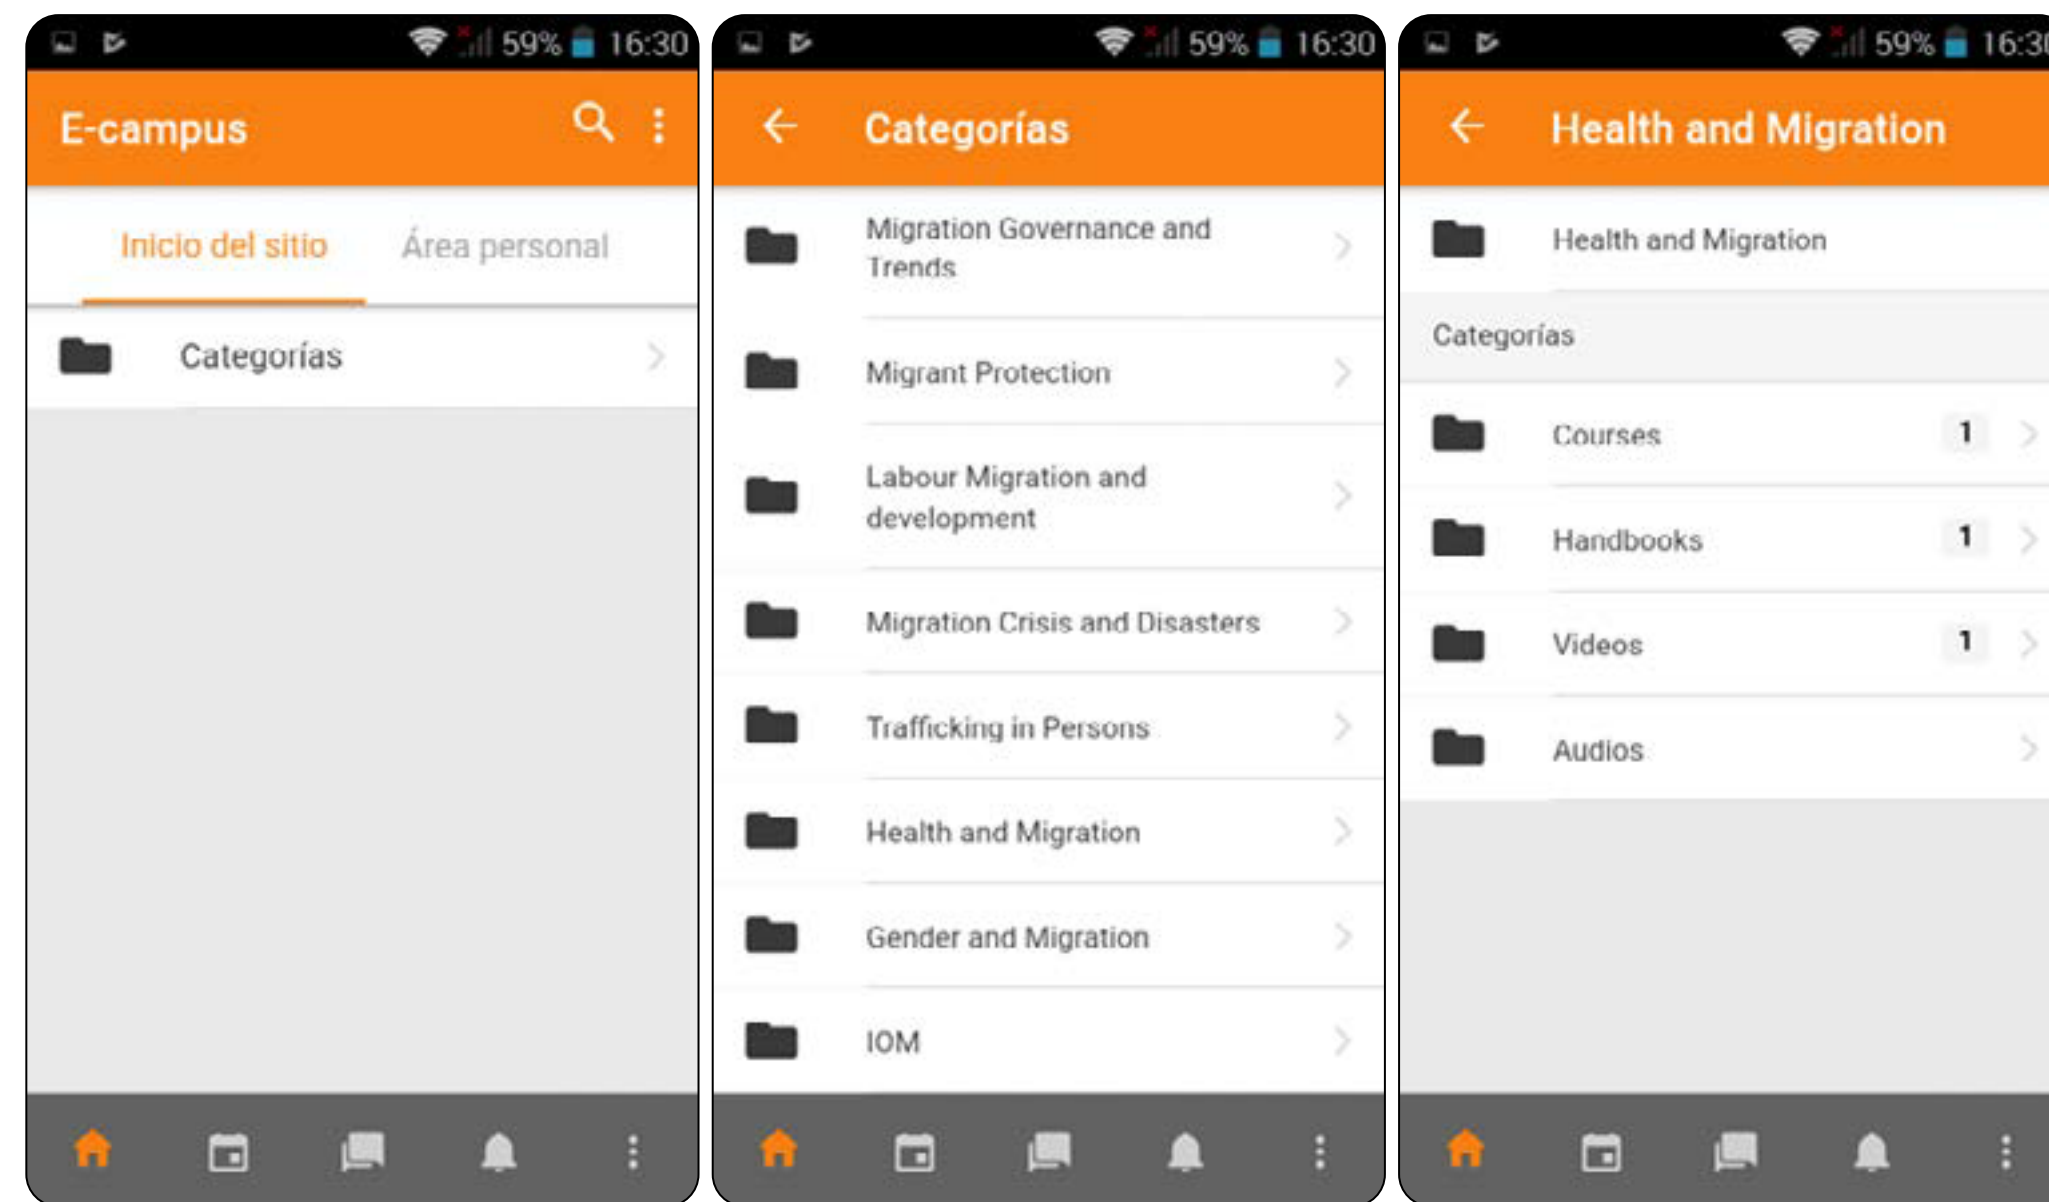 59% 16:30
E-campus
Inicio del sitio Área personal
Categorías
59% 16:30
Categorías
Migration Governance and
Trends
Migrant Protection
Labour Migration and
development
Migration Crisis and Disasters
Trafficking in Persons
Health and Migration
Gender and Migration
IOM
59% 16:30
Health and Migration
Health and Migration
Categorías
Courses 1
Handbooks 1
Videos 1
Audios